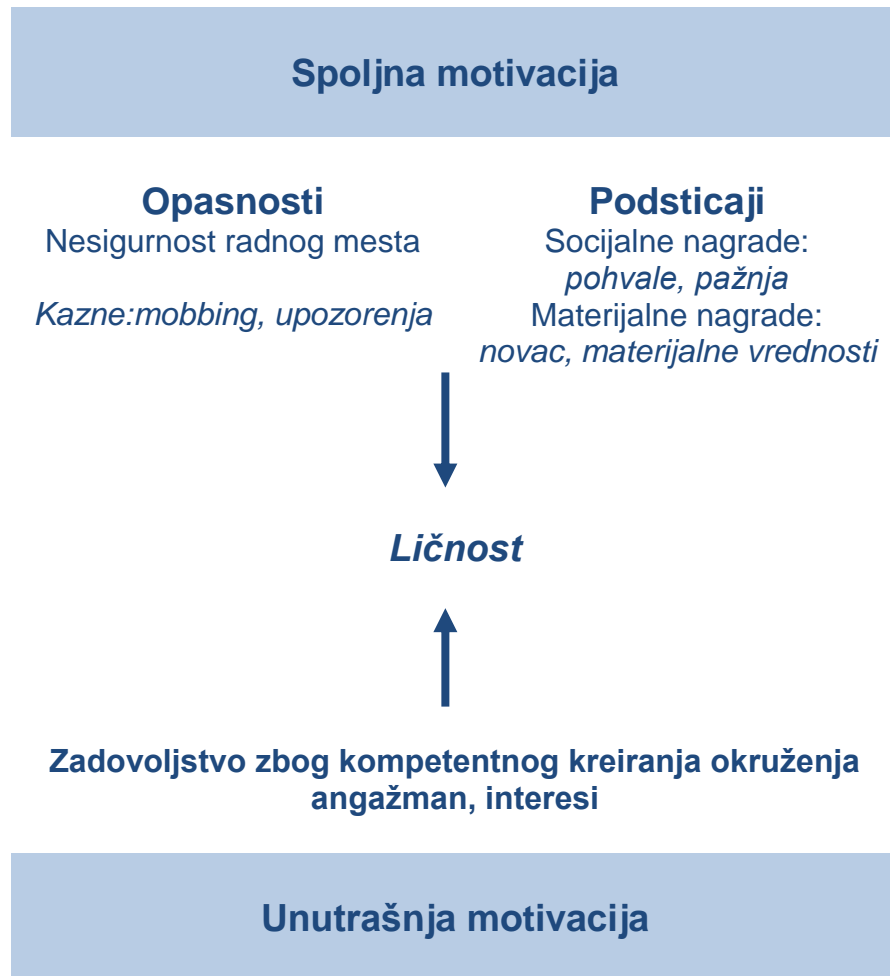 Spoljna motivacija
Opasnosti
Nesigurnost radnog mesta
Kazne:mobbing, upozorenja
Podsticaji
Socijalne nagrade:
pohvale, pažnja
Materijalne nagrade:
novac, materijalne vrednosti
Ličnost
Zadovoljstvo zbog kompetentnog kreiranja okruženja
angažman, interesi
Unutrašnja motivacija